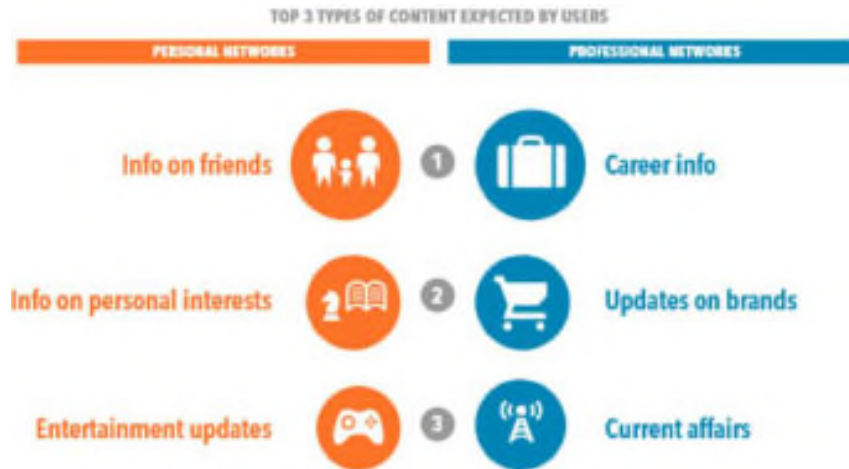 TOP 3 TYPES OF CONTENT EXPECTED BY USERS
PERSONAL NETWORKS
PROFESSIONAL NETWORKS
Info on friends
1
Career info
Info on personal interests
2
Updates on brands
Entertainment updates
3
Current affairs